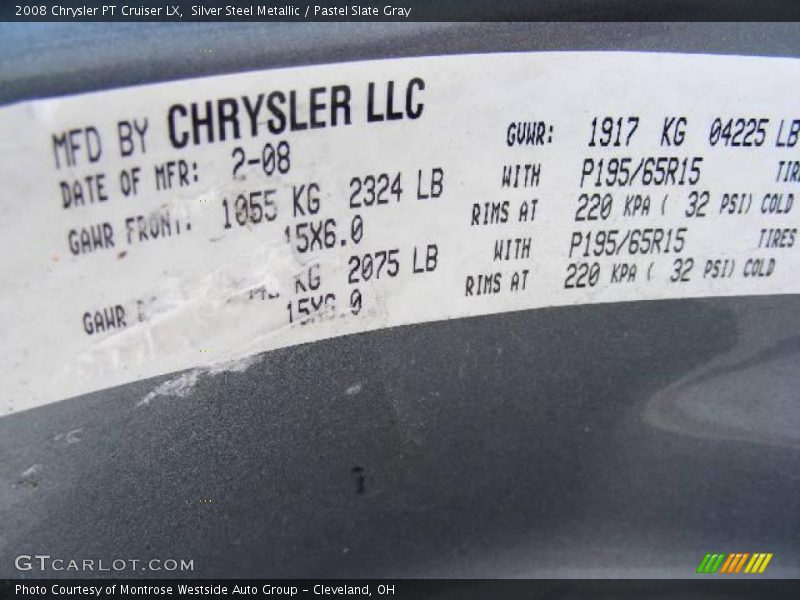 2008 Chrysler PT Cruiser LX, Silver Steel Metallic / Pastel Slate Gray
MFD BY CHRYSLER LLC
DATE OF MFR: 2-08
GVWR: 1917 KG 04225 LB
GAWR FRONT: 1055 KG 2324 LB WITH P195/65R15
15X6.0 RIMS AT 220 KPA ( 32 PSI) COLD
GAWR KG 2075 LB WITH P195/65R15 TIRES
15X6.0 RIMS AT 220 KPA ( 32 PSI) COLD
GTCARLOT.COM
Photo Courtesy of Montrose Westside Auto Group - Cleveland, OH